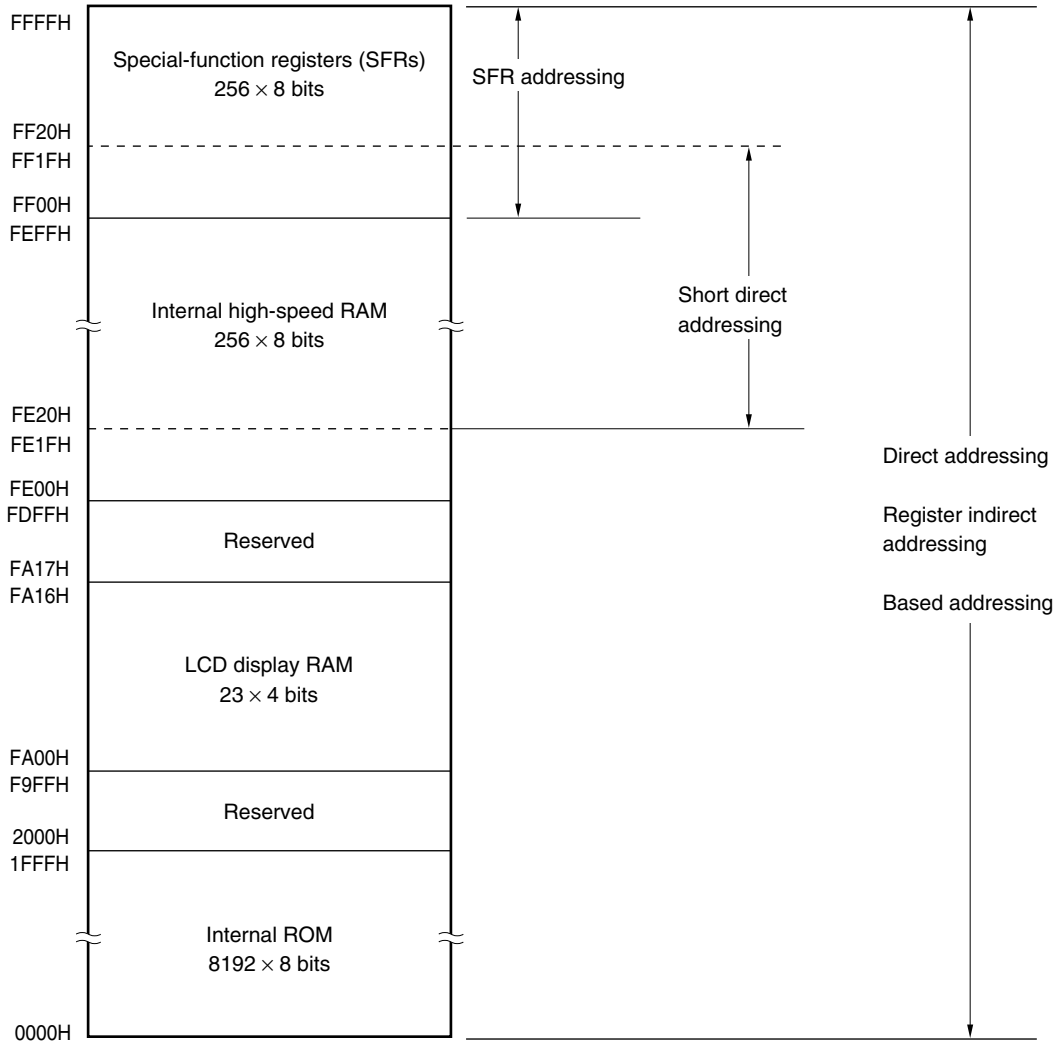 FFFFH
Special-function registers (SFRs)
256 × 8 bits
SFR addressing
FF20H
FF1FH
FF00H
FEFFH
Internal high-speed RAM
256 × 8 bits
Short direct
addressing
FE20H
FE1FH
Direct addressing
Register indirect
addressing
Based addressing
FE00H
FDFFH
Reserved
FA17H
FA16H
LCD display RAM
23 × 4 bits
FA00H
F9FFH
Reserved
2000H
1FFFH
Internal ROM
8192 × 8 bits
0000H